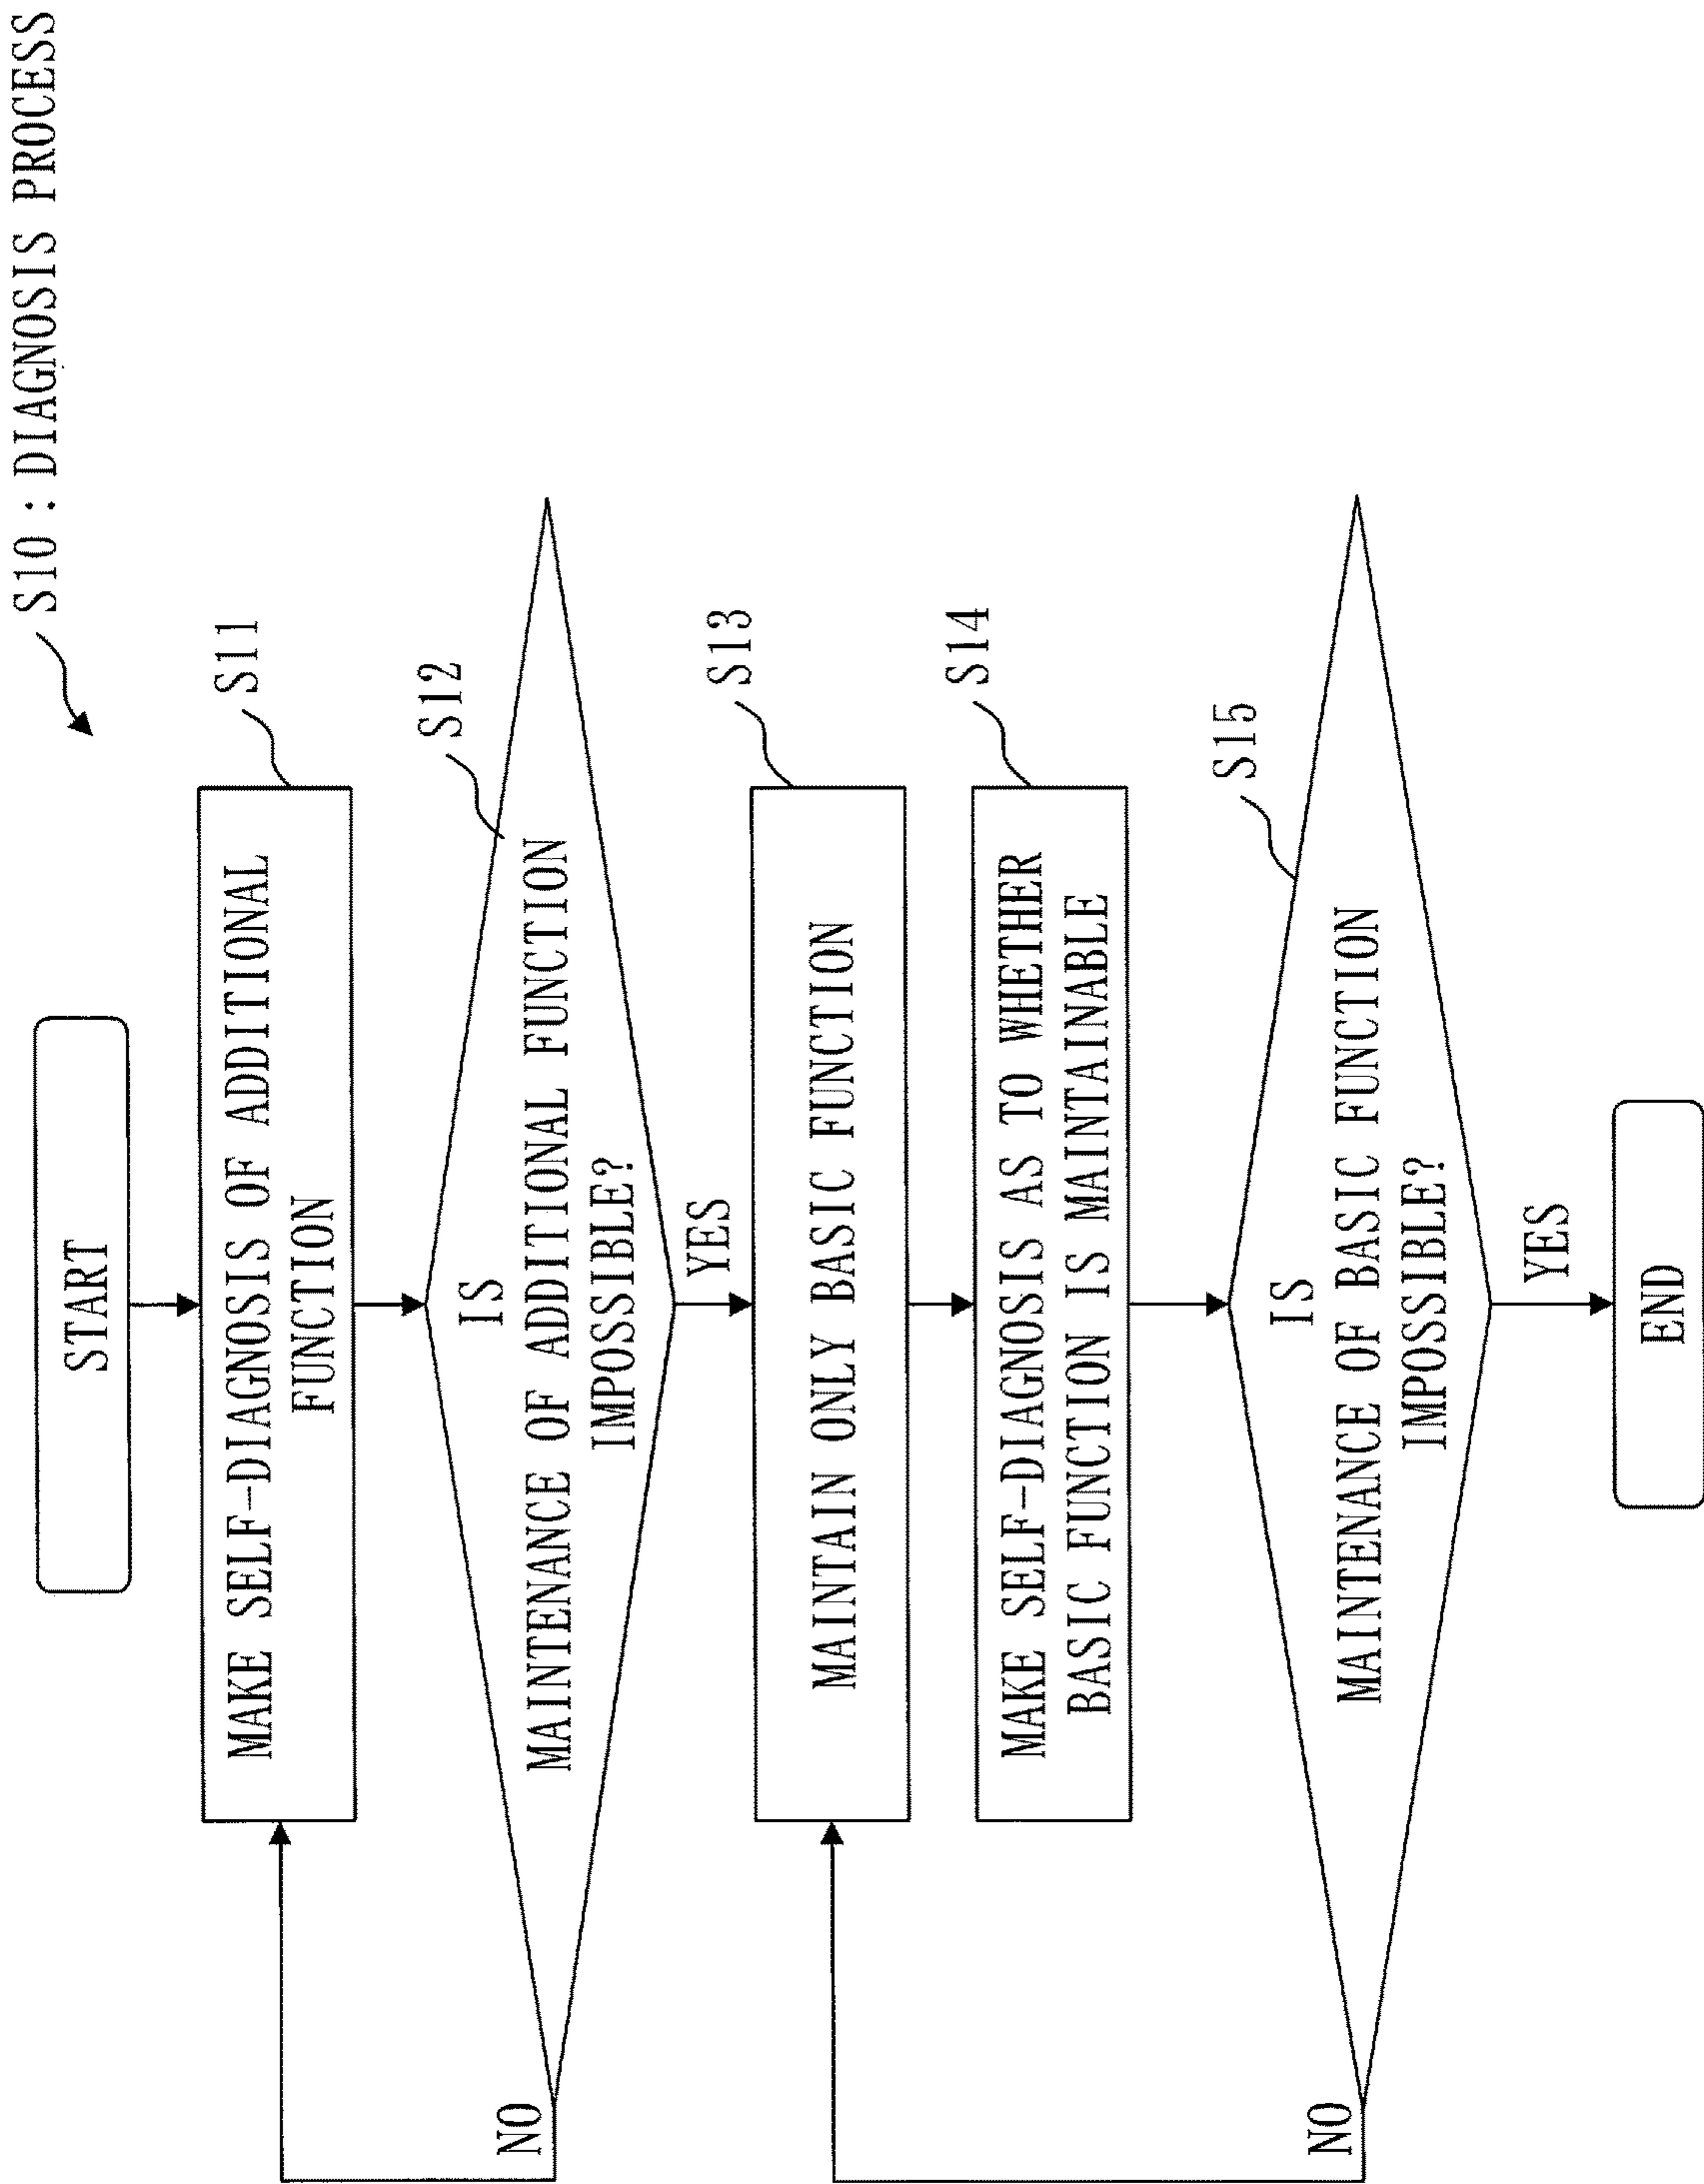 S10 : DIAGNOSIS PROCESS
START
S11
MAKE SELF-DIAGNOSIS OF ADDITIONAL
FUNCTION
S12
IS
MAINTENANCE OF ADDITIONAL FUNCTION
IMPOSSIBLE?
NO
YES
S13
MAINTAIN ONLY BASIC FUNCTION
S14
MAKE SELF-DIAGNOSIS AS TO WHETHER
BASIC FUNCTION IS MAINTAINABLE
S15
IS
MAINTENANCE OF BASIC FUNCTION
IMPOSSIBLE?
NO
YES
END